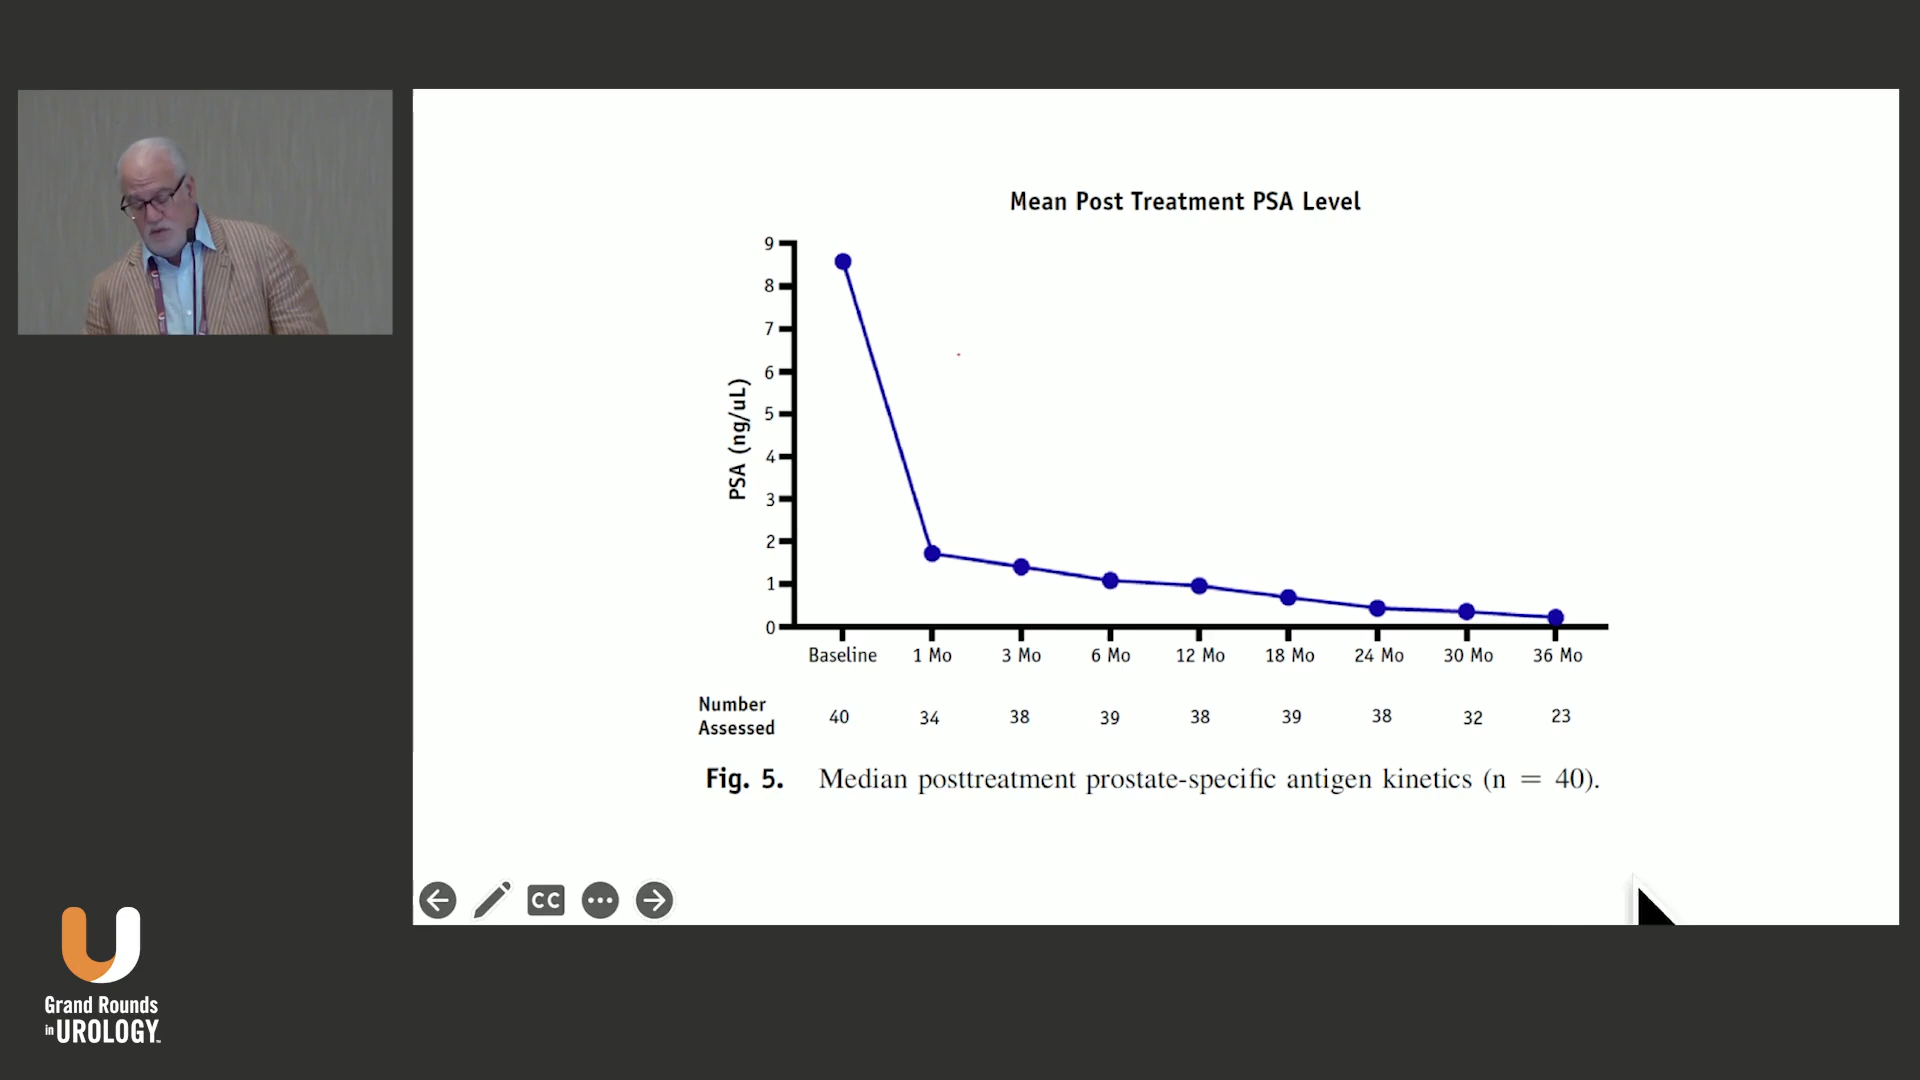 Mean Post Treatment PSA Level
PSA (ng/uL)
9
8
7
6
5
4
3
2
1
0
Baseline 1 Mo 3 Mo 6 Mo 12 Mo 18 Mo 24 Mo 30 Mo 36 Mo
Number
Assessed
40 34 38 39 38 39 38 32 23
Fig. 5. Median posttreatment prostate-specific antigen kinetics (n = 40).
CC
Grand Rounds
in UROLOGY™